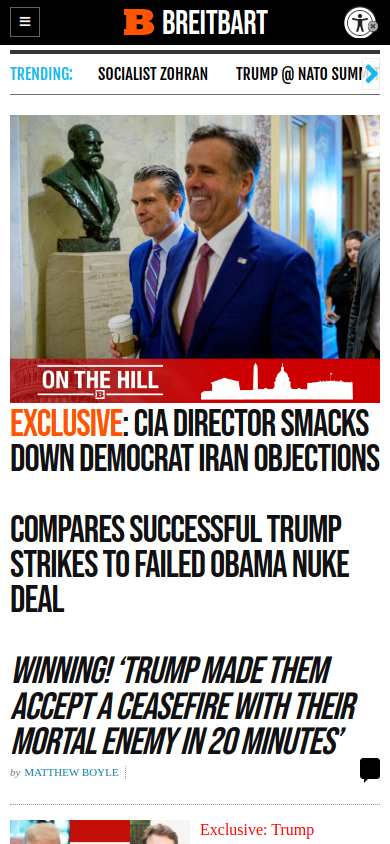 BREITBART
TRENDING:
SOCIALIST ZOHRAN
TRUMP @ NATO SUMM
ON THE HILL
B
EXCLUSIVE: CIA DIRECTOR SMACKS
DOWN DEMOCRAT IRAN OBJECTIONS
COMPARES SUCCESSFUL TRUMP
STRIKES TO FAILED OBAMA NUKE
DEAL
WINNING! ‘TRUMP MADE THEM
ACCEPT A CEASEFIRE WITH THEIR
MORTAL ENEMY IN 20 MINUTES’
by MATTHEW BOYLE
Exclusive: Trump